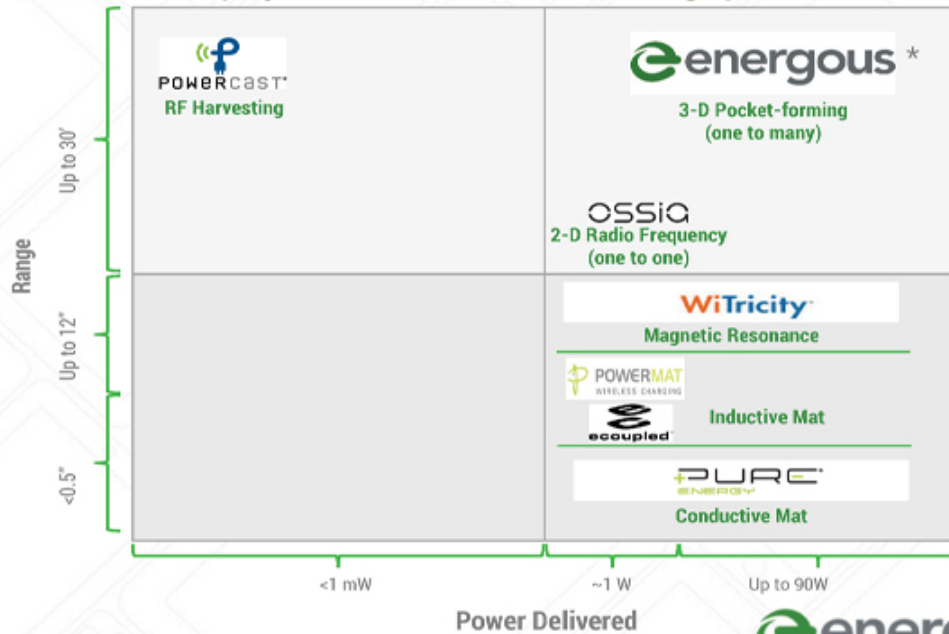 POWERCAST
RF Harvesting
energous *
3-D Pocket-forming
(one to many)
ossia
2-D Radio Frequency
(one to one)
Range
Up to 30'
Up to 12"
<0.5"
WiTricity
Magnetic Resonance
POWERMAT
WIRELESS CHARGING
ecoupled
Inductive Mat
+PURE
ENERGY
Conductive Mat
<1 mW
~1 W
Up to 90W
Power Delivered